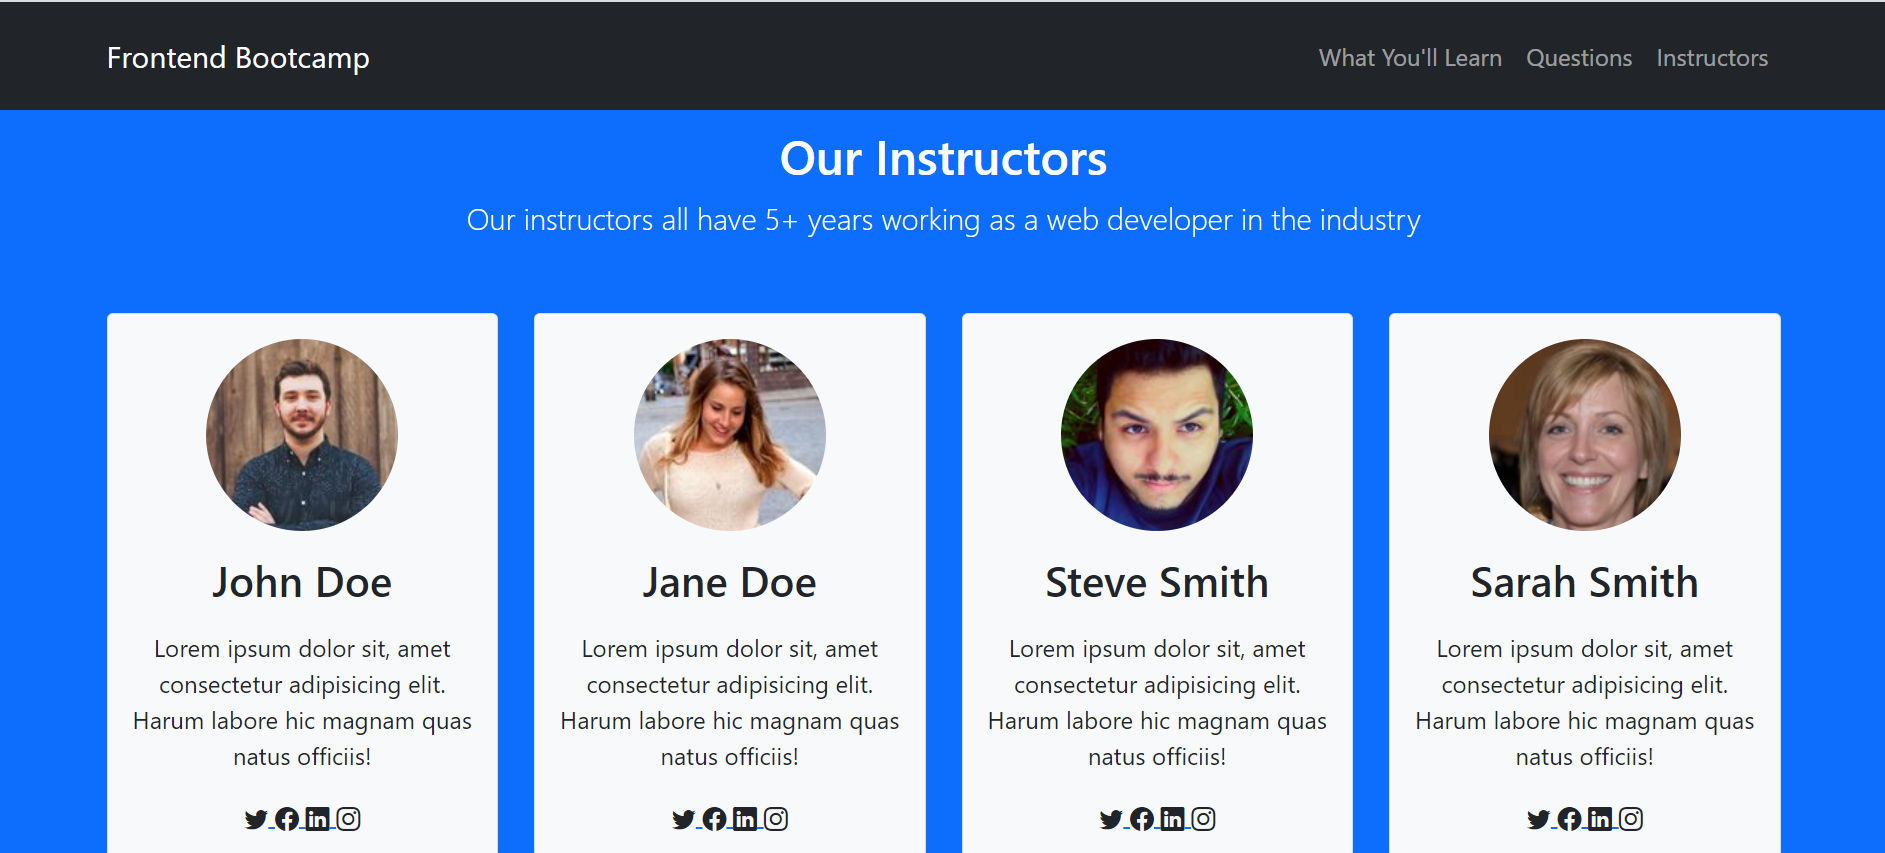 Frontend Bootcamp
What You'll Learn Questions Instructors
Our Instructors
Our instructors all have 5+ years working as a web developer in the industry
John Doe
Lorem ipsum dolor sit, amet
consectetur adipisicing elit.
Harum labore hic magnam quas
natus officiis!
Jane Doe
Lorem ipsum dolor sit, amet
consectetur adipisicing elit.
Harum labore hic magnam quas
natus officiis!
Steve Smith
Lorem ipsum dolor sit, amet
consectetur adipisicing elit.
Harum labore hic magnam quas
natus officiis!
Sarah Smith
Lorem ipsum dolor sit, amet
consectetur adipisicing elit.
Harum labore hic magnam quas
natus officiis!